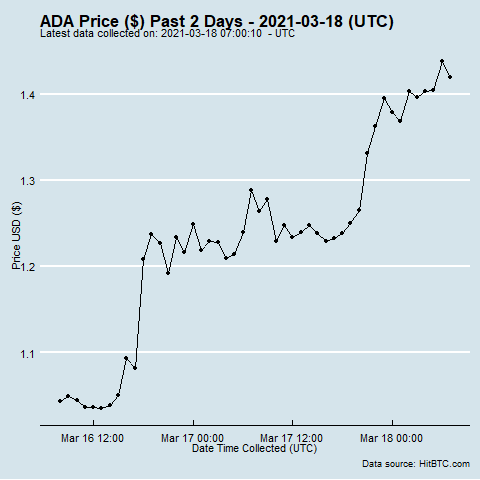 ADA Price ($) Past 2 Days - 2021-03-18 (UTC)
Latest data collected on: 2021-03-18 07:00:10 - UTC
1.4
1.3
1.2
1.1
Price USD ($)
Mar 16 12:00 Mar 17 00:00 Mar 17 12:00 Mar 18 00:00
Date Time Collected (UTC)
Data source: HitBTC.com